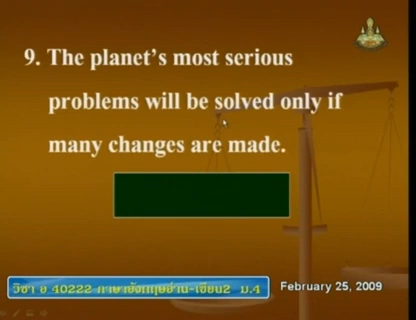 9. The planet's most serious
problems will be solved only if
many changes are made.
วิชา อ 40222 ภาษาอังกฤษอ่าน-เขียน2 ม.4
February 25, 2009